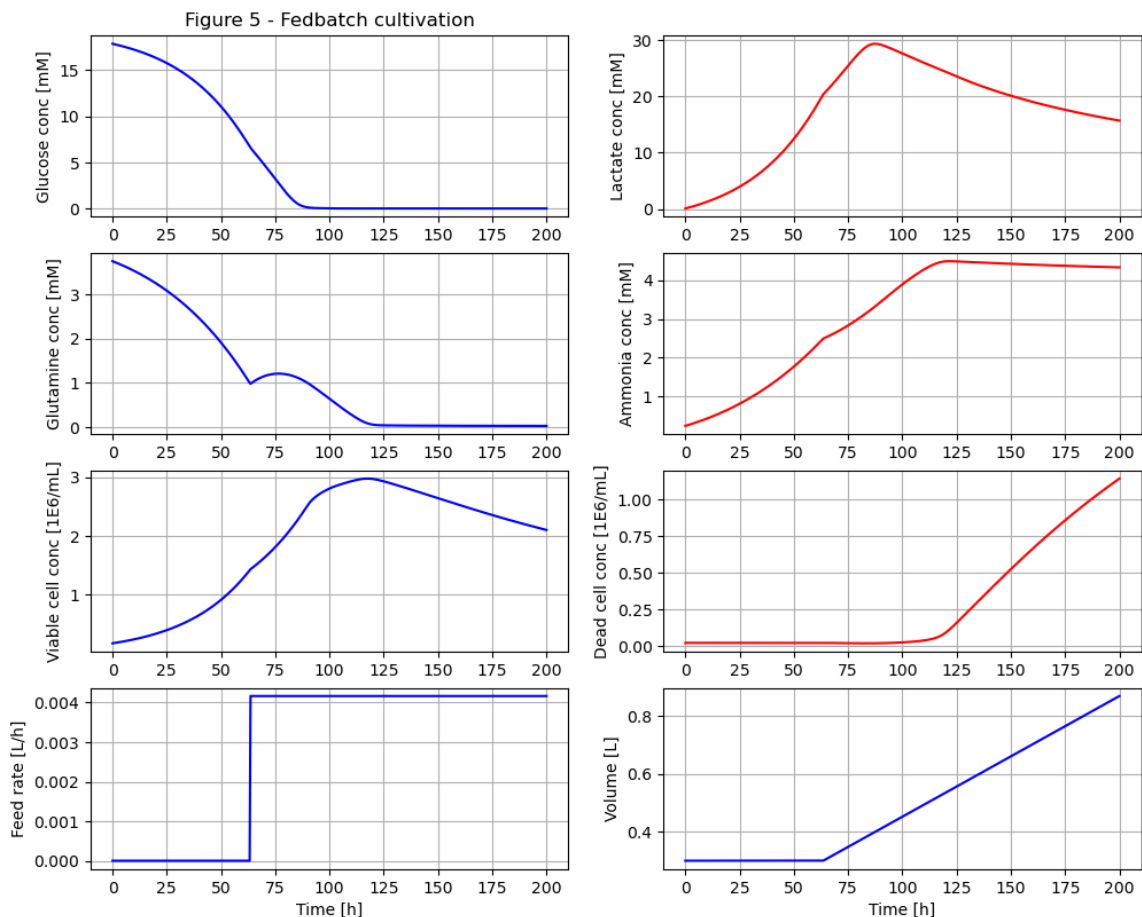 Figure 5 - Fedbatch cultivation
Glucose conc [mM]
15
10
5
0
0 25 50 75 100 125 150 175 200
Lactate conc [mM]
30
20
10
0
0 25 50 75 100 125 150 175 200
Glutamine conc [mM]
3
2
1
0
0 25 50 75 100 125 150 175 200
Ammonia conc [mM]
4
3
2
1
0 25 50 75 100 125 150 175 200
Viable cell conc [1E6/mL]
3
2
1
0 25 50 75 100 125 150 175 200
Dead cell conc [1E6/mL]
1.00
0.75
0.50
0.25
0.00
0 25 50 75 100 125 150 175 200
Feed rate [L/h]
0.004
0.003
0.002
0.001
0.000
0 25 50 75 100 125 150 175 200
Time [h]
Volume [L]
0.8
0.6
0.4
0 25 50 75 100 125 150 175 200
Time [h]